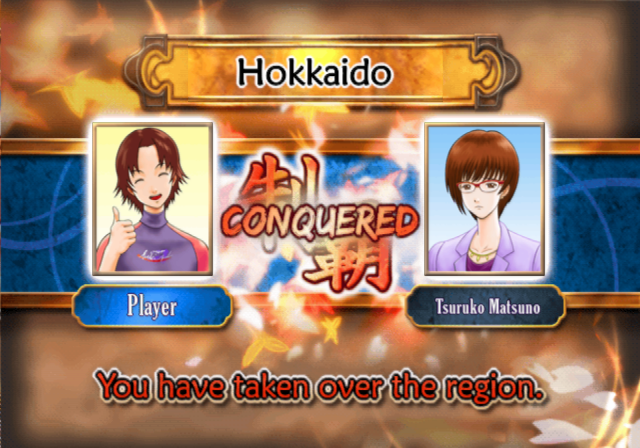 Hokkaido
制覇
CONQUERED
Player
Tsuruko Matsuno
You have taken over the region.